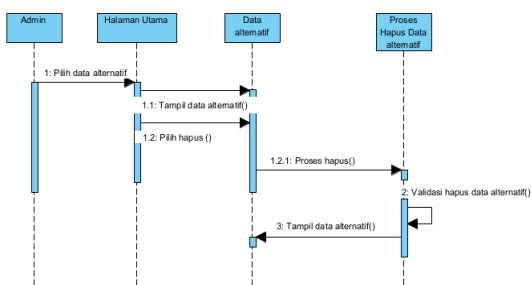 Admin
Halaman Utama
Data
alternatif
Proses
Hapus Data
alternatif
1: Pilih data alternatif
1.1: Tampil data alternatif()
1.2: Pilih hapus ()
1.2.1: Proses hapus()
2: Validasi hapus data alternatif()
3: Tampil data alternatif()